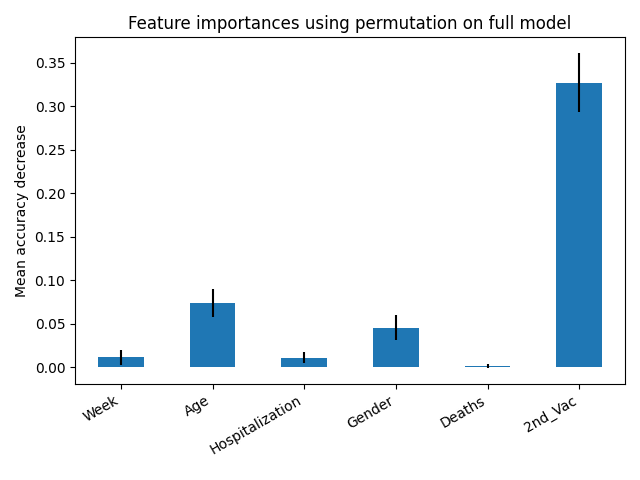 Feature importances using permutation on full model
Mean accuracy decrease
0.35
0.30
0.25
0.20
0.15
0.10
0.05
0.00
Week
Age
Hospitalization
Gender
Deaths
2nd_Vac